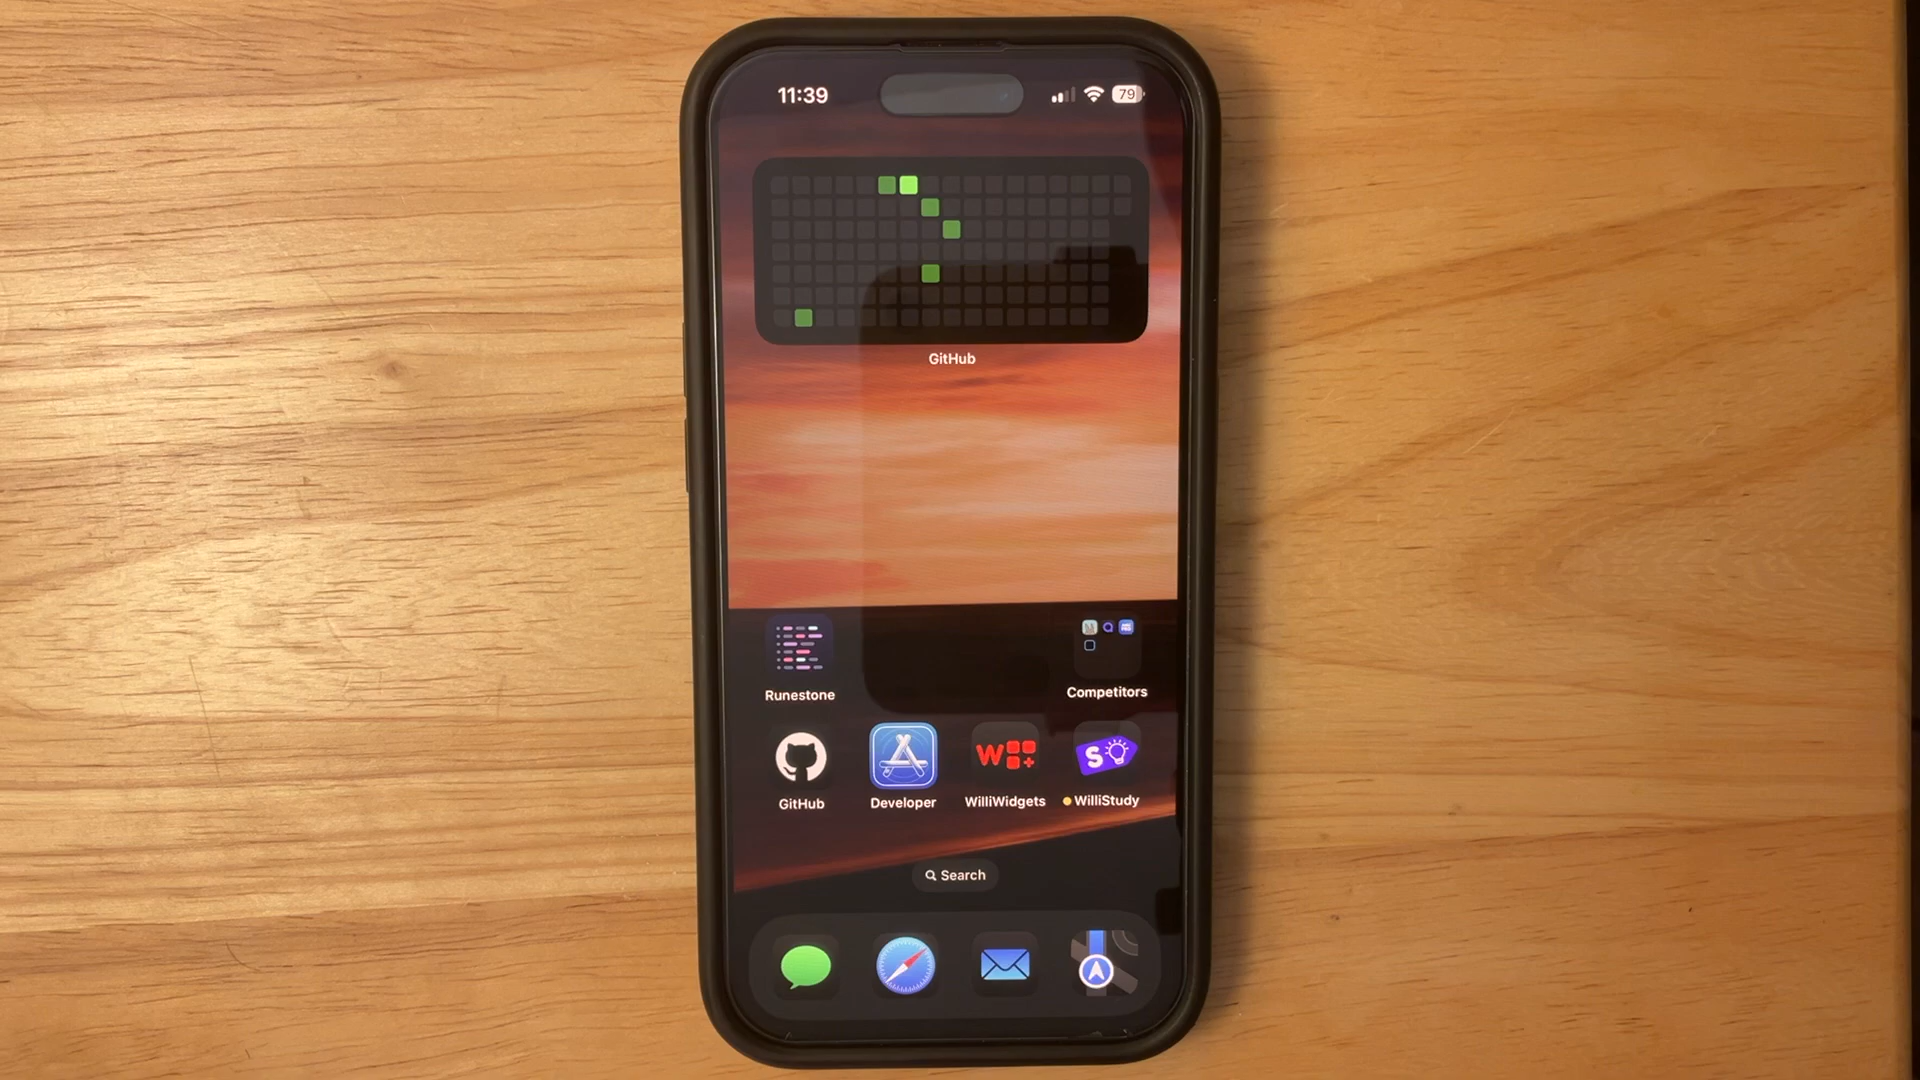 11:39
79
GitHub
Runestone
Competitors
W
S
GitHub
Developer
WilliWidgets
WilliStudy
Search